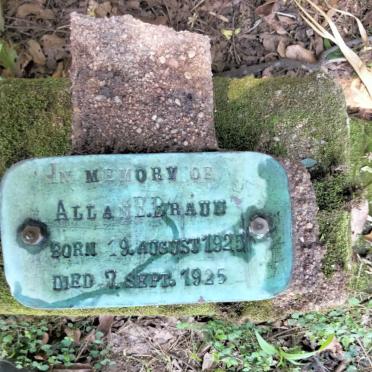 IN MEMORY OF
ALLAN P. BRAUN
BORN 19. AUGUST 1925
DIED 7. SEPT. 1925